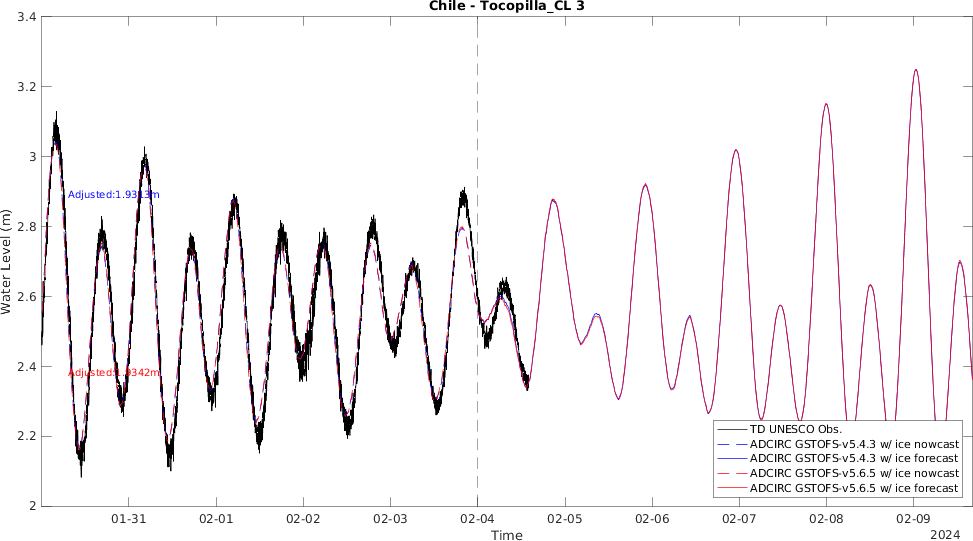 Chile - Tocopilla_CL 3
3.4
3.2
3
2.8
2.6
2.4
2.2
2
Water Level (m)
Adjusted:1.9313m
Adjusted:1.9342m
TD UNESCO Obs.
ADCIRC GSTOFS-v5.4.3 w/ ice nowcast
ADCIRC GSTOFS-v5.4.3 w/ ice forecast
ADCIRC GSTOFS-v5.6.5 w/ ice nowcast
ADCIRC GSTOFS-v5.6.5 w/ ice forecast
01-31 02-01 02-02 02-03 02-04 02-05 02-06 02-07 02-08 02-09
2024
Time